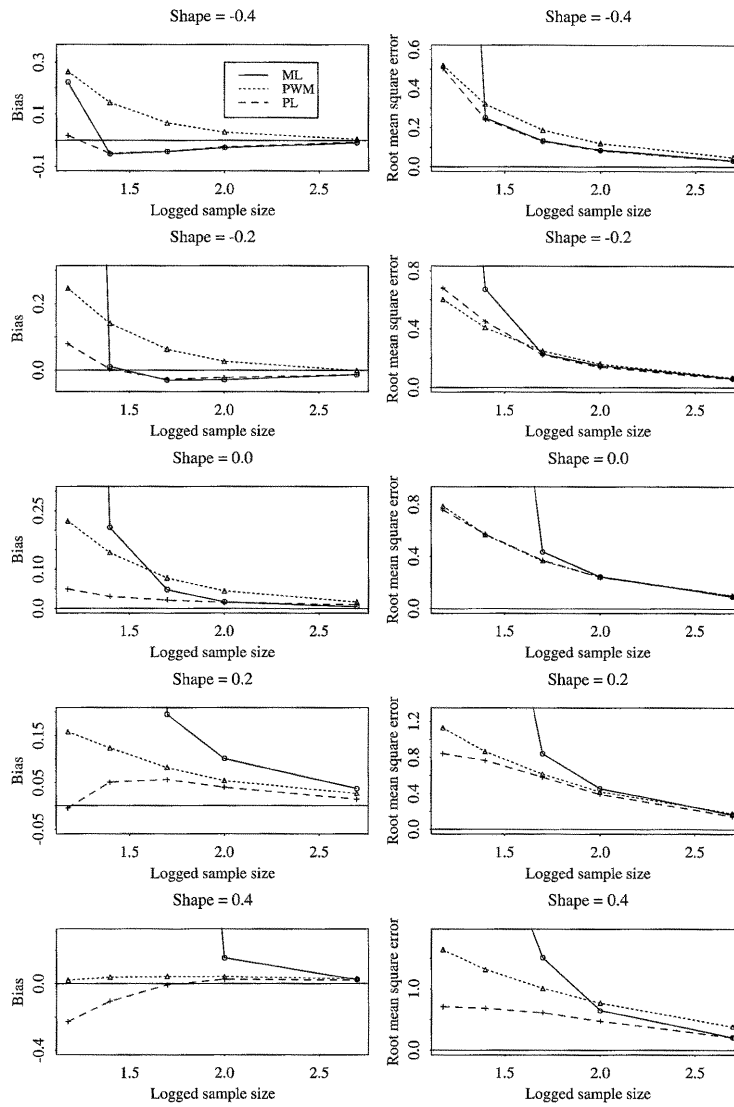 Shape = -0.4
Bias
0.3
0.1
-0.1
ML
PWM
PL
1.5 2.0 2.5
Logged sample size
Shape = -0.4
Root mean square error
0.6
0.4
0.2
0.0
1.5 2.0 2.5
Logged sample size
Shape = -0.2
Bias
0.2
0.0
1.5 2.0 2.5
Logged sample size
Shape = -0.2
Root mean square error
0.8
0.4
0.0
1.5 2.0 2.5
Logged sample size
Shape = 0.0
Bias
0.25
0.10
0.0
1.5 2.0 2.5
Logged sample size
Shape = 0.0
Root mean square error
0.8
0.4
0.0
1.5 2.0 2.5
Logged sample size
Shape = 0.2
Bias
0.15
0.05
-0.05
1.5 2.0 2.5
Logged sample size
Shape = 0.2
Root mean square error
1.2
0.8
0.4
0.0
1.5 2.0 2.5
Logged sample size
Shape = 0.4
Bias
0.0
-0.4
1.5 2.0 2.5
Logged sample size
Shape = 0.4
Root mean square error
1.0
0.0
1.5 2.0 2.5
Logged sample size